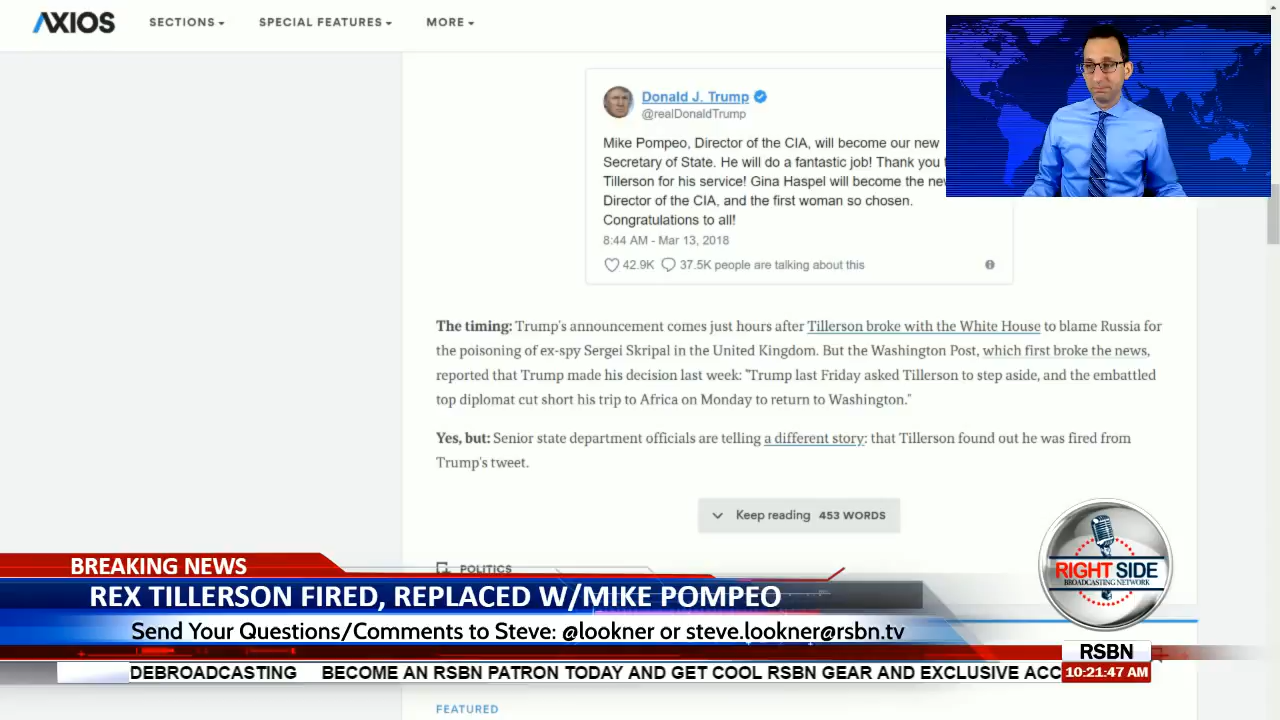 AXIOS
SECTIONS
SPECIAL FEATURES
MORE
Donald J. Trump
@realDonaldTrump
Mike Pompeo, Director of the CIA, will become our new
Secretary of State. He will do a fantastic job! Thank you
Tillerson for his service! Gina Haspel will become the
Director of the CIA, and the first woman so chosen.
Congratulations to all!
8:44 AM - Mar 13, 2018
42.9K 37.5K people are talking about this
The timing: Trump's announcement comes just hours after Tillerson broke with the White House to blame Russia for
the poisoning of ex-spy Sergei Skripal in the United Kingdom. But the Washington Post, which first broke the news,
reported that Trump made his decision last week: "Trump last Friday asked Tillerson to step aside, and the embattled
top diplomat cut short his trip to Africa on Monday to return to Washington."
Yes, but: Senior state department officials are telling a different story: that Tillerson found out he was fired from
Trump's tweet.
Keep reading 453 WORDS
POLITICS
BREAKING NEWS
REX TILLERSON FIRED, REPLACED W/MIKE POMPEO
Send Your Questions/Comments to Steve: @lookner or steve.lookner@rsbn.tv
RIGHT SIDE
BROADCASTING NETWORK
RSBN
10:21:47 AM
DEBROADCASTING BECOME AN RSBN PATRON TODAY AND GET COOL RSBN GEAR AND EXCLUSIVE ACC
FEATURED